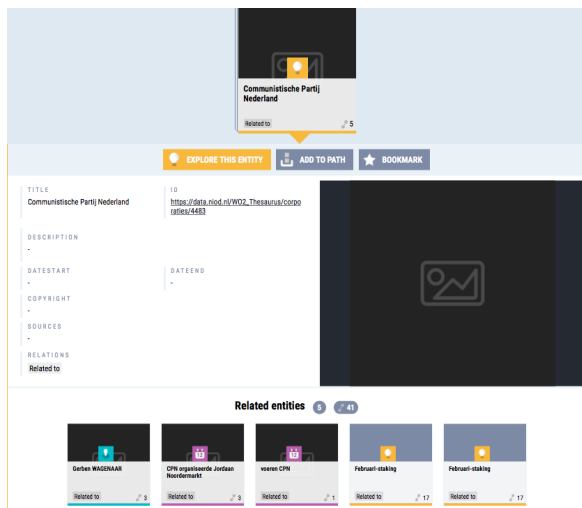 Communistische Partij
Nederland
Related to 5
EXPLORE THIS ENTITY ADD TO PATH BOOKMARK
TITLE ID
Communistische Partij Nederland https://data.niod.nl/WO2_Thesaurus/corpo
raties/4483
DESCRIPTION
-
DATESTART DATEEND
- -
COPYRIGHT
-
SOURCES
-
RELATIONS
Related to
Related entities 5 41
12 12
Gerben WAGENAAR CPN organiseerde Jordaan voeren CPN Februari-staking Februari-staking
Noordermarkt
Related to 3 Related to 3 Related to 1 Related to 17 Related to 17